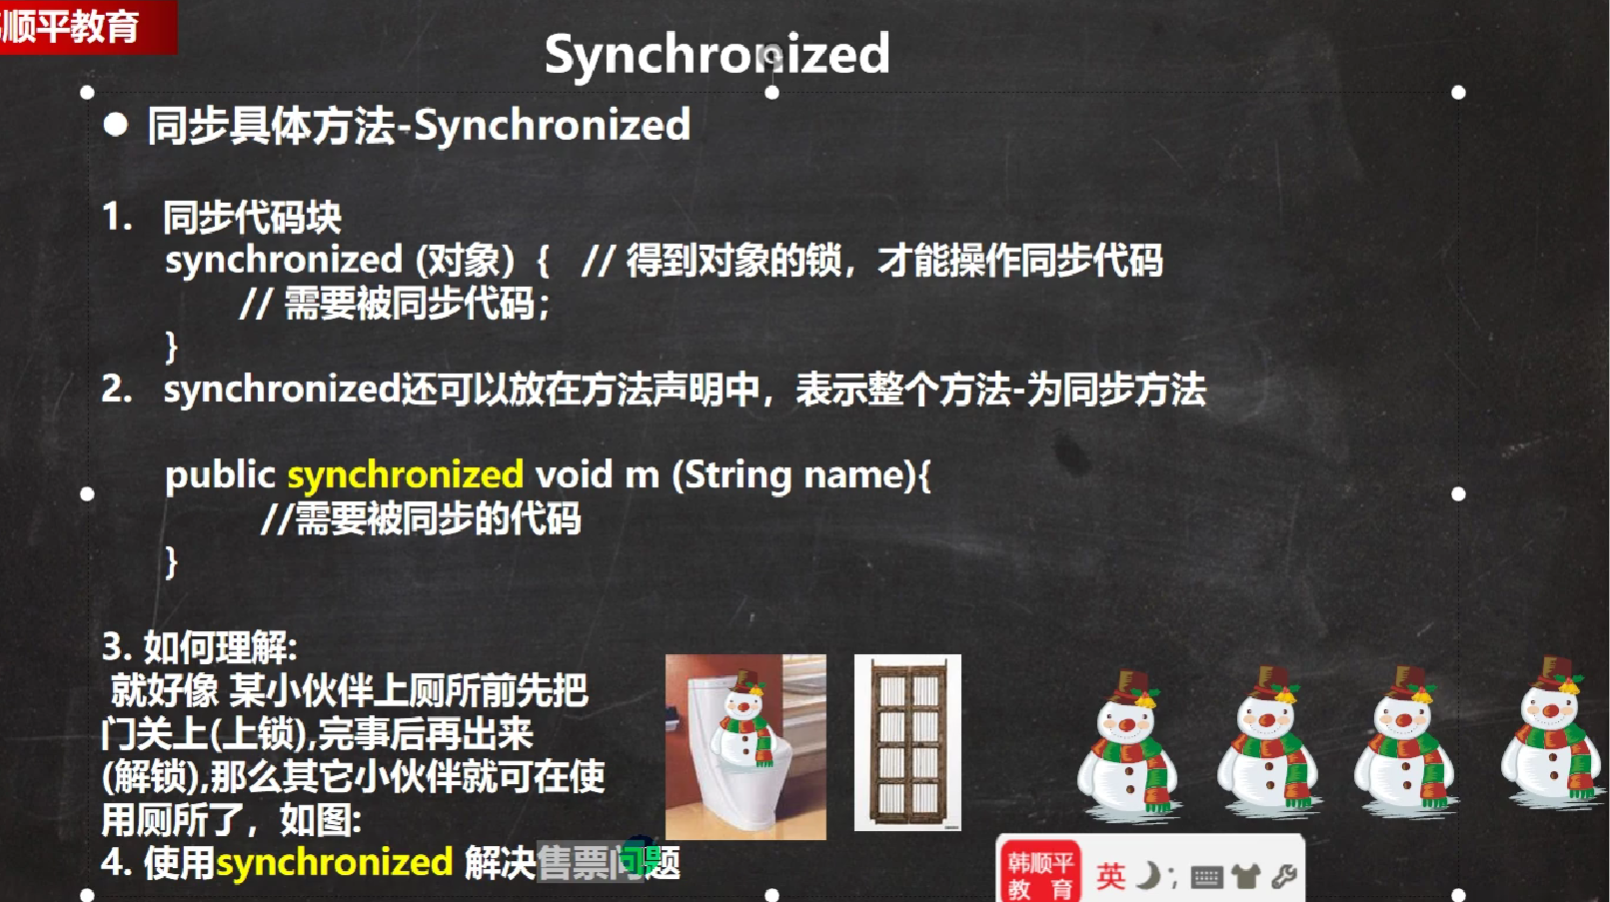 韩顺平教育
Synchronized
● 同步具体方法-Synchronized
1. 同步代码块
synchronized (对象) { // 得到对象的锁，才能操作同步代码
// 需要被同步代码；
}
2. synchronized还可以放在方法声明中，表示整个方法-为同步方法
public synchronized void m (String name){
//需要被同步的代码
}
3. 如何理解:
就好像 某小伙伴上厕所前先把
门关上(上锁),完事后再出来
(解锁),那么其它小伙伴就可在使
用厕所了，如图:
4. 使用synchronized 解决售票问题
韩顺平
教 育
英